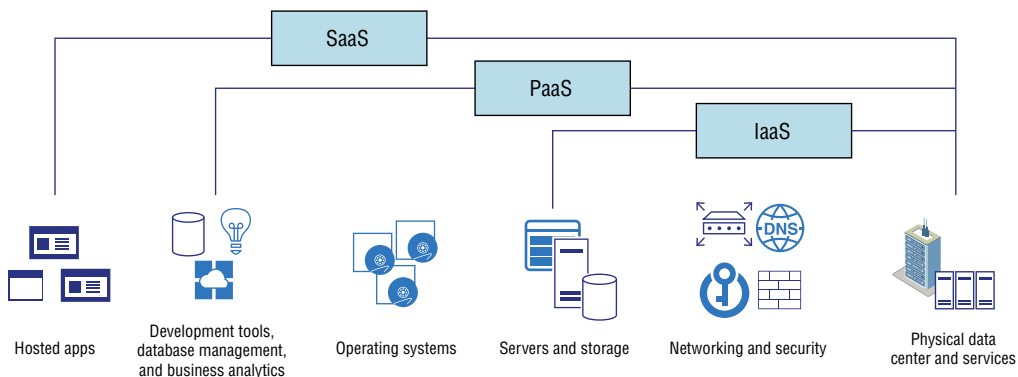 SaaS
PaaS
IaaS
DNS
Hosted apps
Development tools,
database management,
and business analytics
Operating systems
Servers and storage
Networking and security
Physical data
center and services